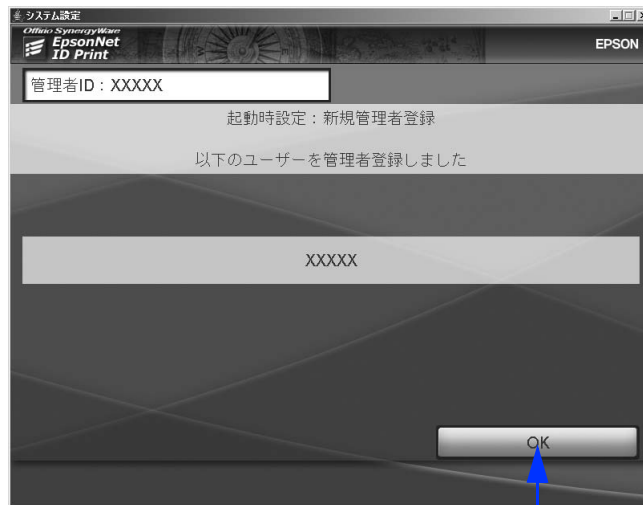 システム設定
Offirio SynergyWare
EpsonNet
ID Print
EPSON
管理者ID：XXXXX
起動時設定：新規管理者登録
以下のユーザーを管理者登録しました
XXXXX
OK